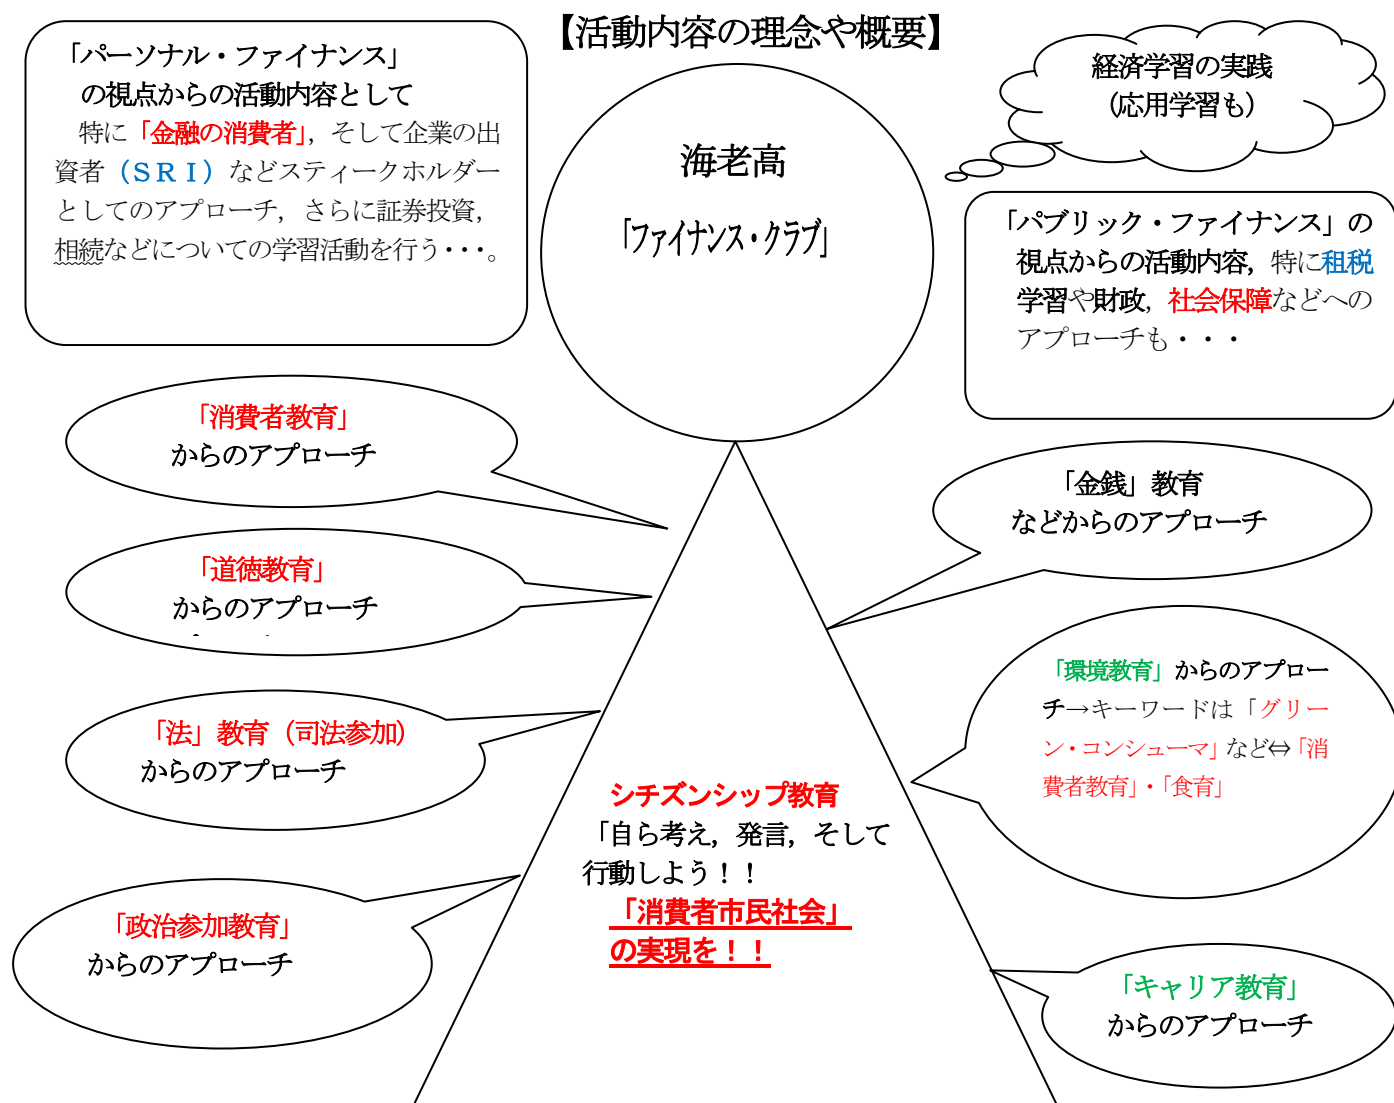 【活動内容の理念や概要】
「パーソナル・ファイナンス」
の視点からの活動内容として
特に「金融の消費者」，そして企業の出
資者（ＳＲＩ）などスティークホルダー
としてのアプローチ，さらに証券投資，
相続などについての学習活動を行う・・・。
海老高
「ファイナンス・クラブ」
経済学習の実践
（応用学習も）
「パブリック・ファイナンス」の
視点からの活動内容，特に租税
学習や財政，社会保障などへの
アプローチも・・・
「消費者教育」
からのアプローチ
「道徳教育」
からのアプローチ
「法」教育（司法参加）
からのアプローチ
「政治参加教育」
からのアプローチ
「金銭」教育
などからのアプローチ
「環境教育」からのアプロー
チ→キーワードは「グリー
ン・コンシューマ」など⇔「消
費者教育」・「食育」
「キャリア教育」
からのアプローチ
シチズンシップ教育
「自ら考え，発言，そして
行動しよう！！
「消費者市民社会」
の実現を！！